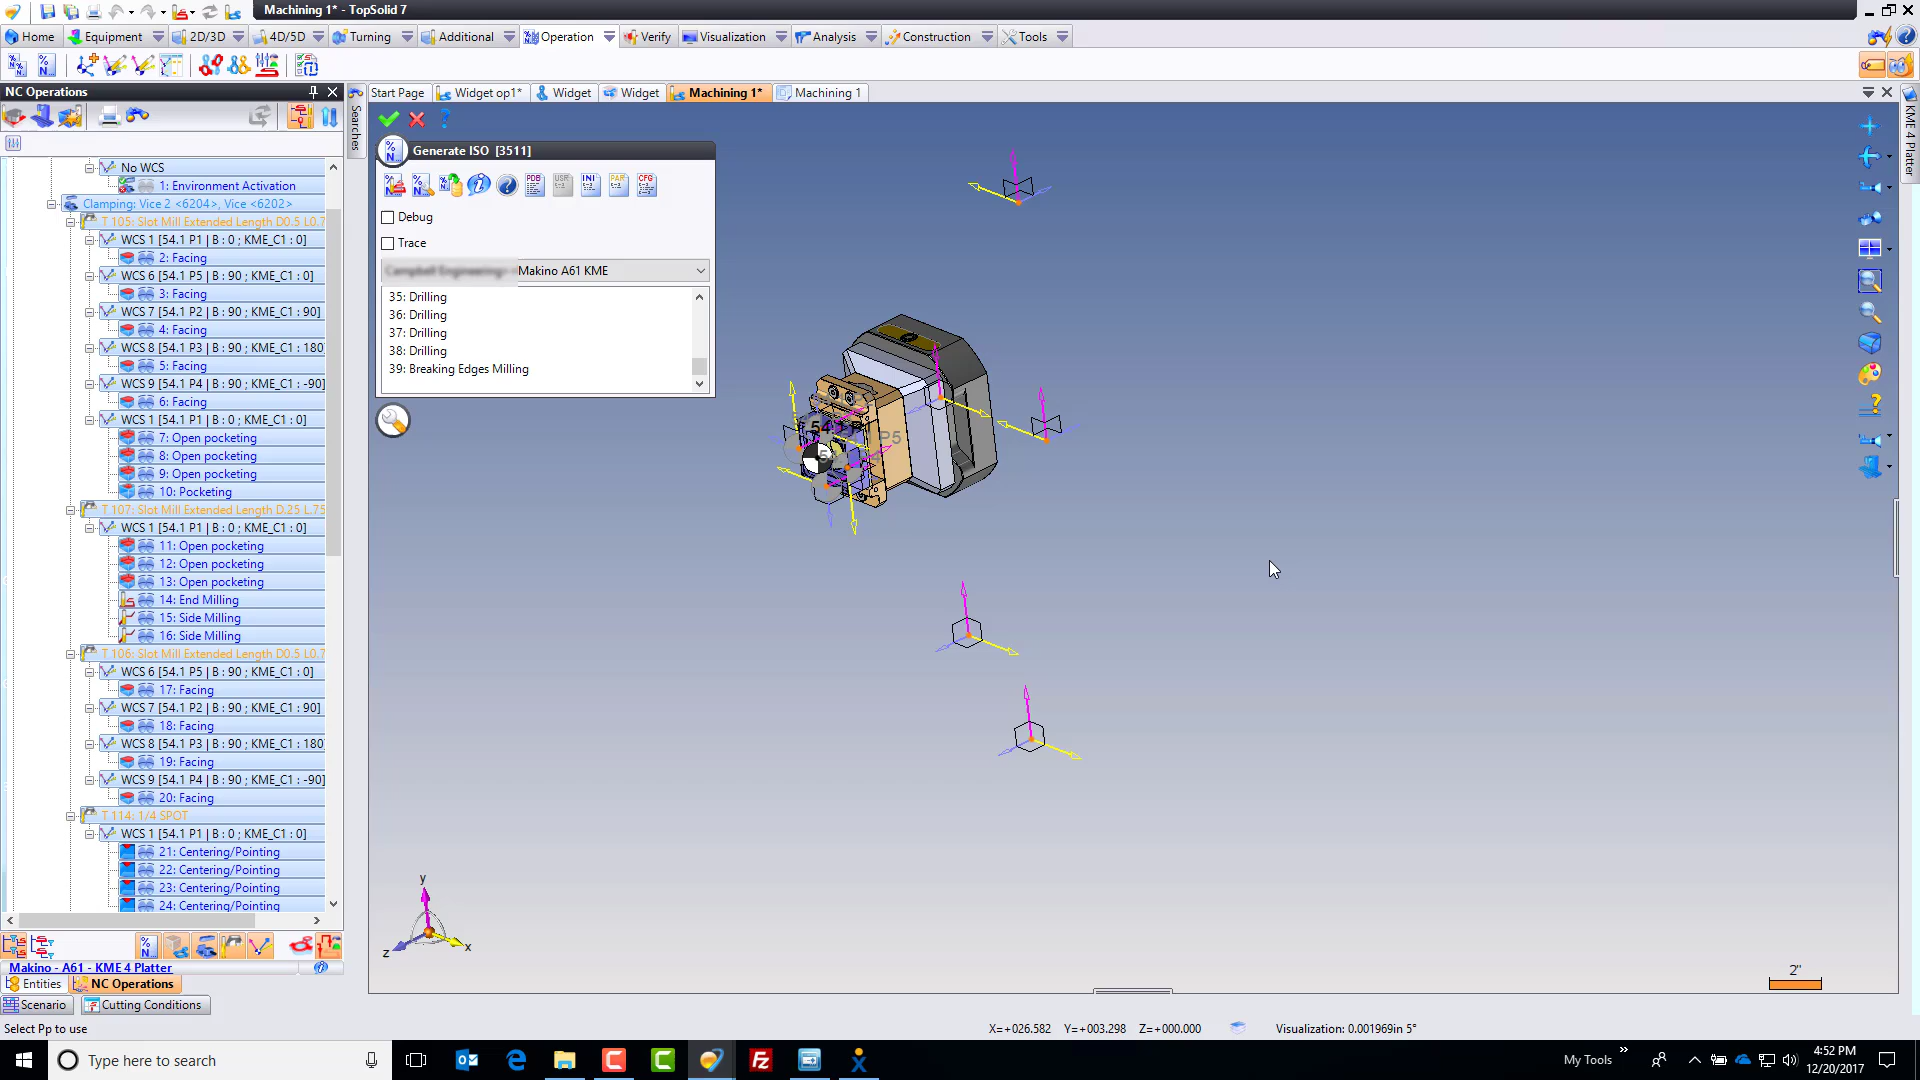 Machining 1* - TopSolid 7
Home Equipment 2D/3D 4D/5D Turning Additional Operation Verify Visualization Analysis Construction Tools
NC Operations
Start Page Widget op1* Widget Widget Machining 1* Machining 1
Searches
KME 4 Platter
Generate ISO [3511]
Debug
Trace
Makino A61 KME
35: Drilling
36: Drilling
37: Drilling
38: Drilling
39: Breaking Edges Milling
No WCS
1: Environment Activation
Clamping: Vice 2 <6204>, Vice <6202>
T 105: Slot Mill Extended Length D0.5 L0.7
WCS 1 [54.1 P1 | B : 0 ; KME_C1 : 0]
2: Facing
WCS 6 [54.1 P5 | B : 90 ; KME_C1 : 0]
3: Facing
WCS 7 [54.1 P2 | B : 90 ; KME_C1 : 90]
4: Facing
WCS 8 [54.1 P3 | B : 90 ; KME_C1 : 180
5: Facing
WCS 9 [54.1 P4 | B : 90 ; KME_C1 : -90]
6: Facing
WCS 1 [54.1 P1 | B : 0 ; KME_C1 : 0]
7: Open pocketing
8: Open pocketing
9: Open pocketing
10: Pocketing
T 107: Slot Mill Extended Length D.25 L.75
WCS 1 [54.1 P1 | B : 0 ; KME_C1 : 0]
11: Open pocketing
12: Open pocketing
13: Open pocketing
14: End Milling
15: Side Milling
16: Side Milling
T 106: Slot Mill Extended Length D0.5 L0.7
WCS 6 [54.1 P5 | B : 90 ; KME_C1 : 0]
17: Facing
WCS 7 [54.1 P2 | B : 90 ; KME_C1 : 90]
18: Facing
WCS 8 [54.1 P3 | B : 90 ; KME_C1 : 180
19: Facing
WCS 9 [54.1 P4 | B : 90 ; KME_C1 : -90]
20: Facing
T 114: 1/4 SPOT
WCS 1 [54.1 P1 | B : 0 ; KME_C1 : 0]
21: Centering/Pointing
22: Centering/Pointing
23: Centering/Pointing
24: Centering/Pointing
P5
y
z x
2"
Makino - A61 - KME 4 Platter
Entities NC Operations
Scenario Cutting Conditions
Select Pp to use
X=+026.582 Y=+003.298 Z=+000.000 Visualization: 0.001969in 5°
Type here to search
My Tools
4:52 PM
12/20/2017